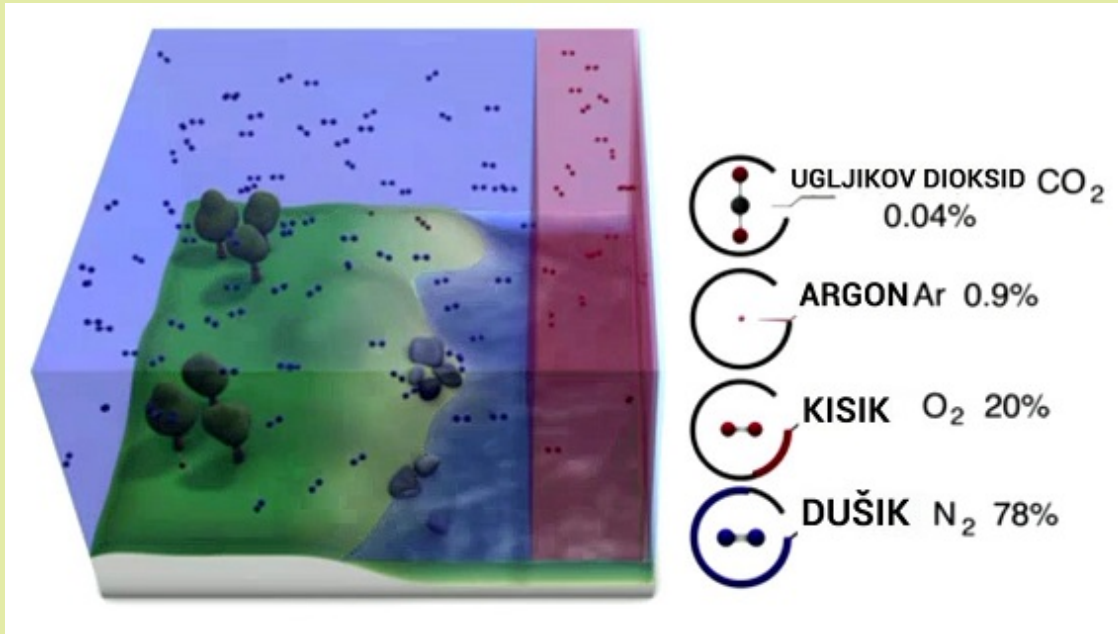 UGLJIKOV DIOKSID CO₂
0.04%
ARGON Ar 0.9%
KISIK O₂ 20%
DUŠIK N₂ 78%